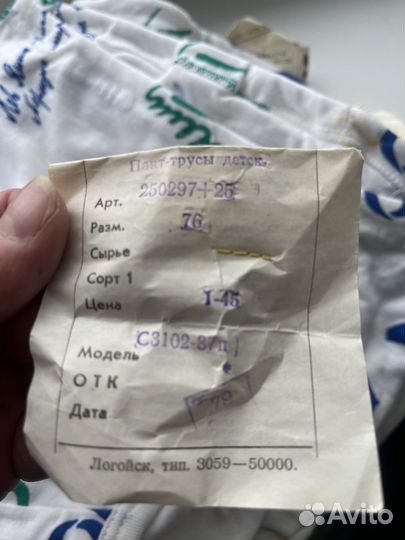 Пант-трусы детск.
Арт. 250297+25
Разм. 76
Сырье
Сорт 1
Цена 1-45
Модель С3102-87п
ОТК
Дата
Логойск, тип. 3059—50000.
Avito